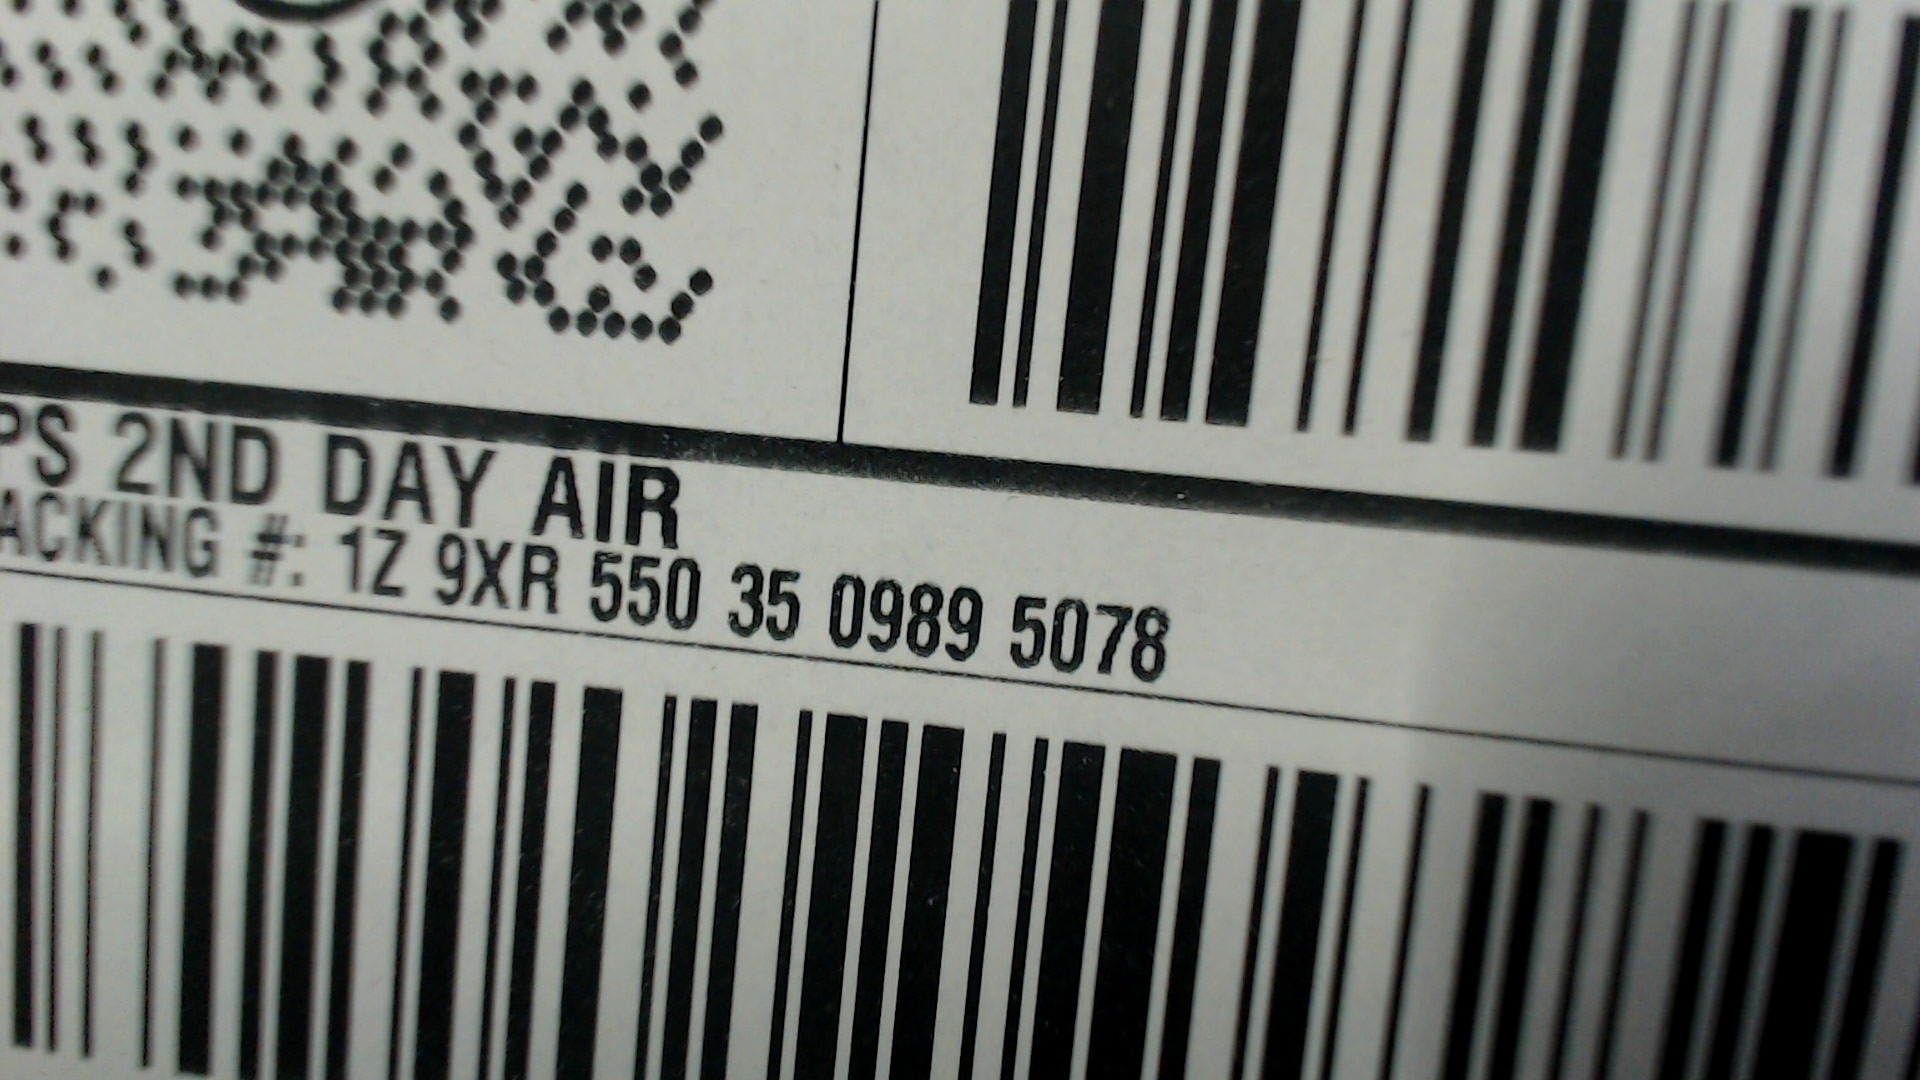 PS 2ND DAY AIR
ACKING #: 1Z 9XR 550 35 0989 5078